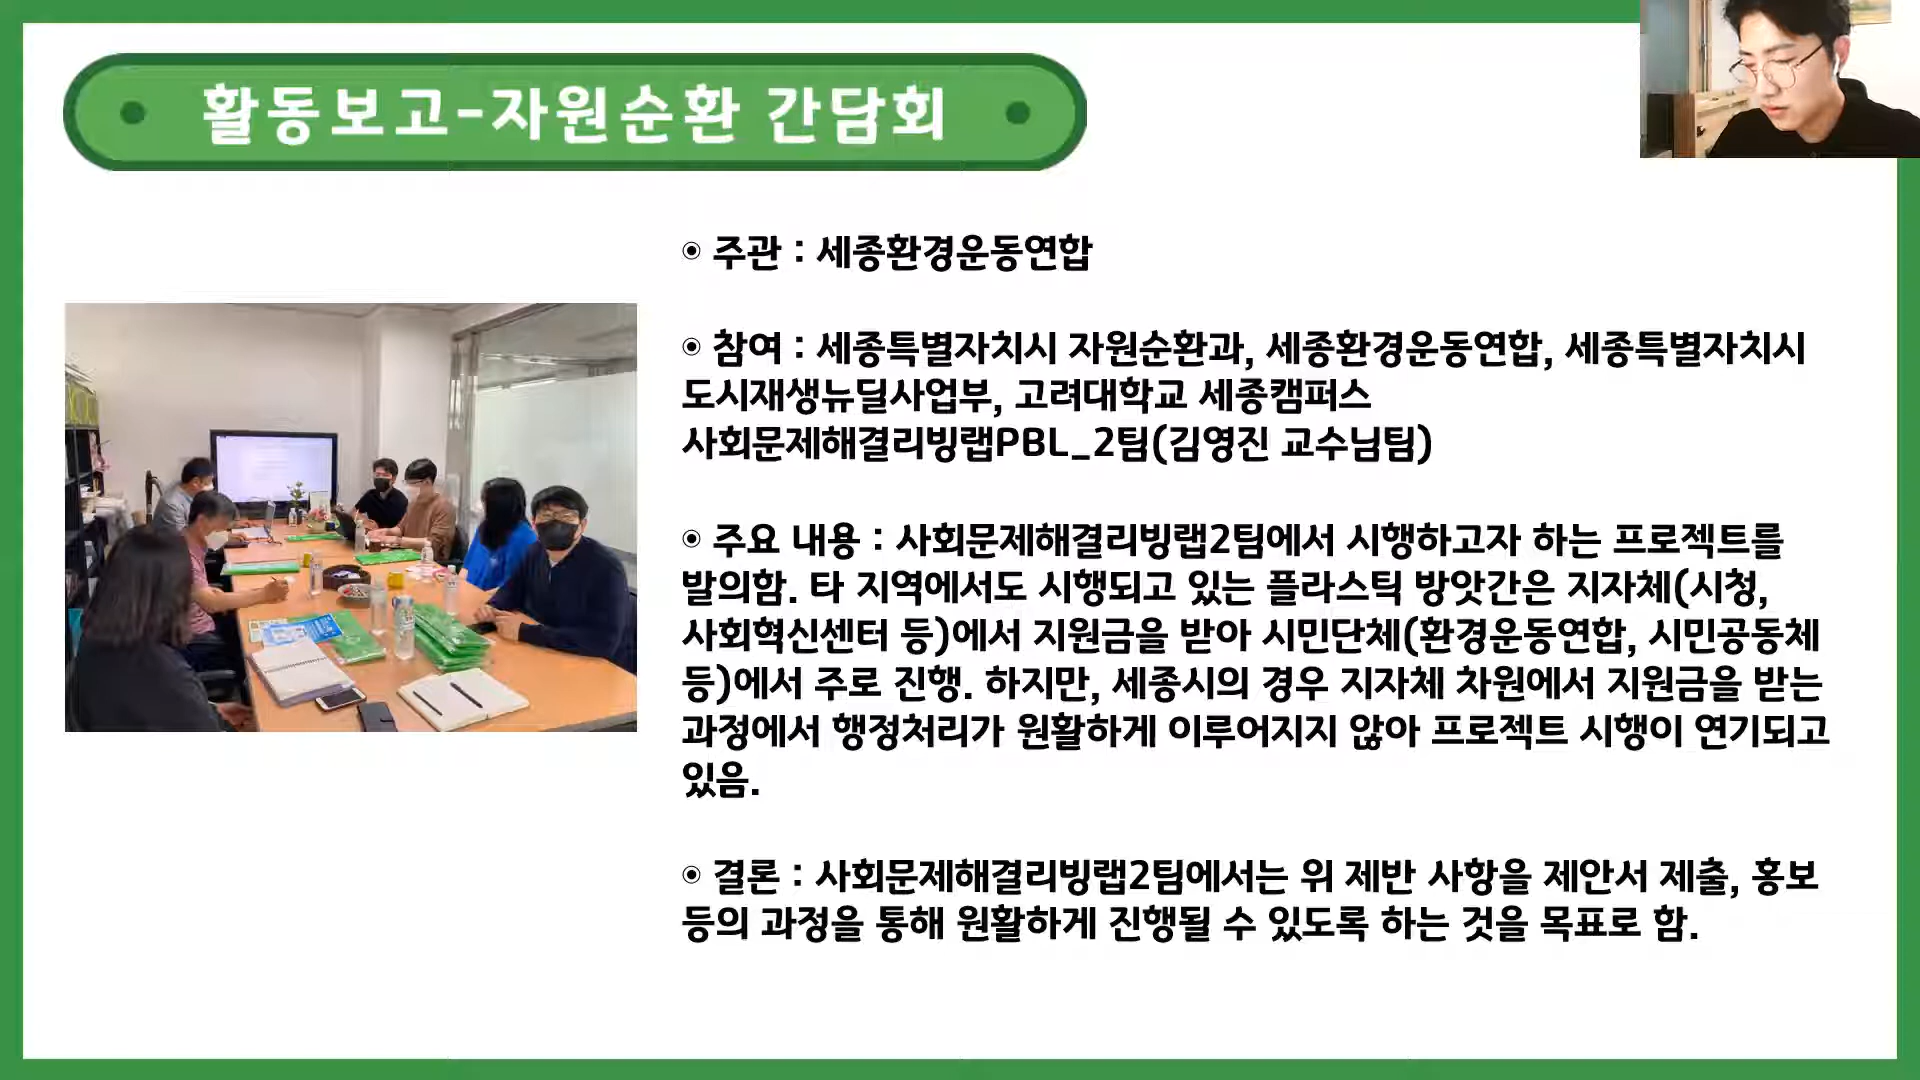 활동보고-자원순환 간담회
◉ 주관 : 세종환경운동연합
◉ 참여 : 세종특별자치시 자원순환과, 세종환경운동연합, 세종특별자치시
도시재생뉴딜사업부, 고려대학교 세종캠퍼스
사회문제해결리빙랩PBL_2팀(김영진 교수님팀)
◉ 주요 내용 : 사회문제해결리빙랩2팀에서 시행하고자 하는 프로젝트를
발의함. 타 지역에서도 시행되고 있는 플라스틱 방앗간은 지자체(시청,
사회혁신센터 등)에서 지원금을 받아 시민단체(환경운동연합, 시민공동체
등)에서 주로 진행. 하지만, 세종시의 경우 지자체 차원에서 지원금을 받는
과정에서 행정처리가 원활하게 이루어지지 않아 프로젝트 시행이 연기되고
있음.
◉ 결론 : 사회문제해결리빙랩2팀에서는 위 제반 사항을 제안서 제출, 홍보
등의 과정을 통해 원활하게 진행될 수 있도록 하는 것을 목표로 함.